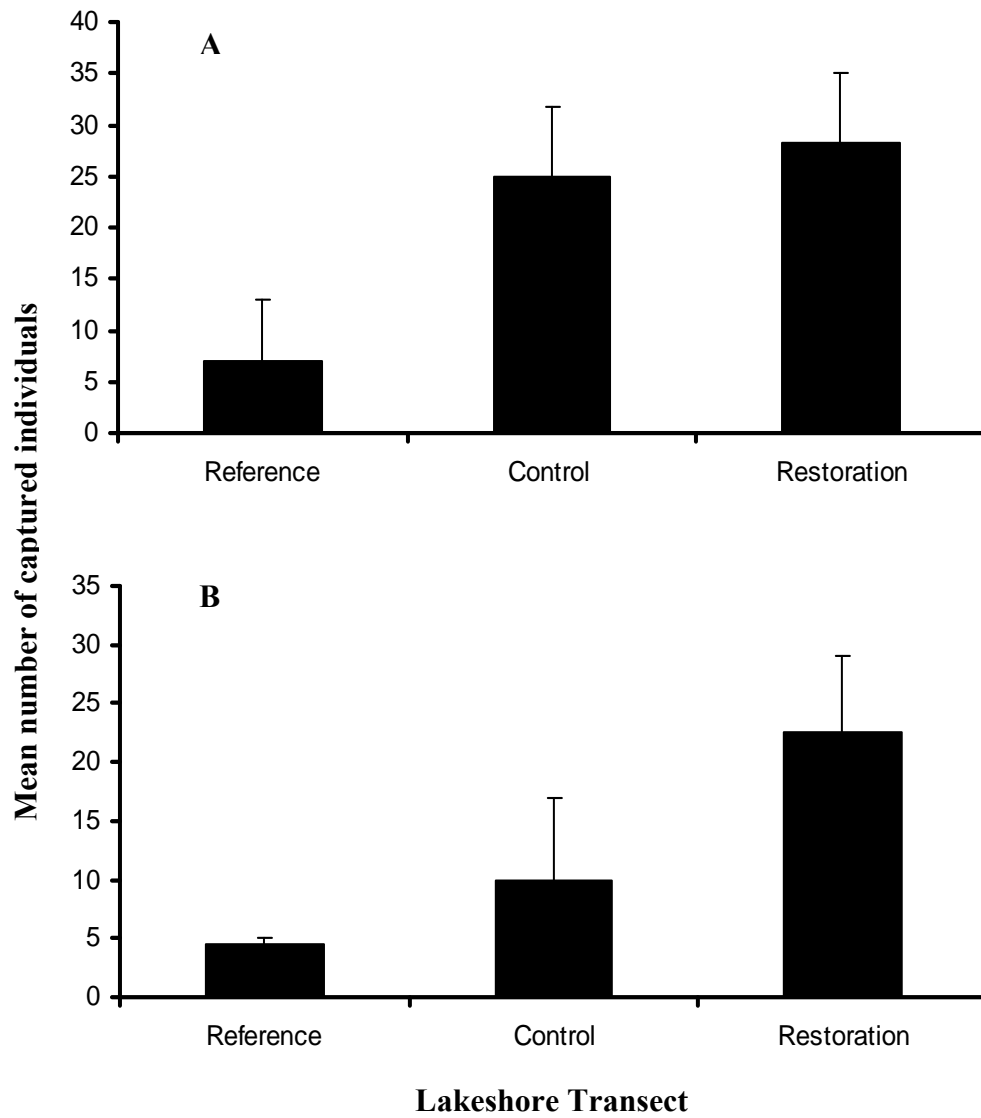 Mean number of captured individuals
A
40
35
30
25
20
15
10
5
0
Reference Control Restoration
B
35
30
25
20
15
10
5
0
Reference Control Restoration
Lakeshore Transect